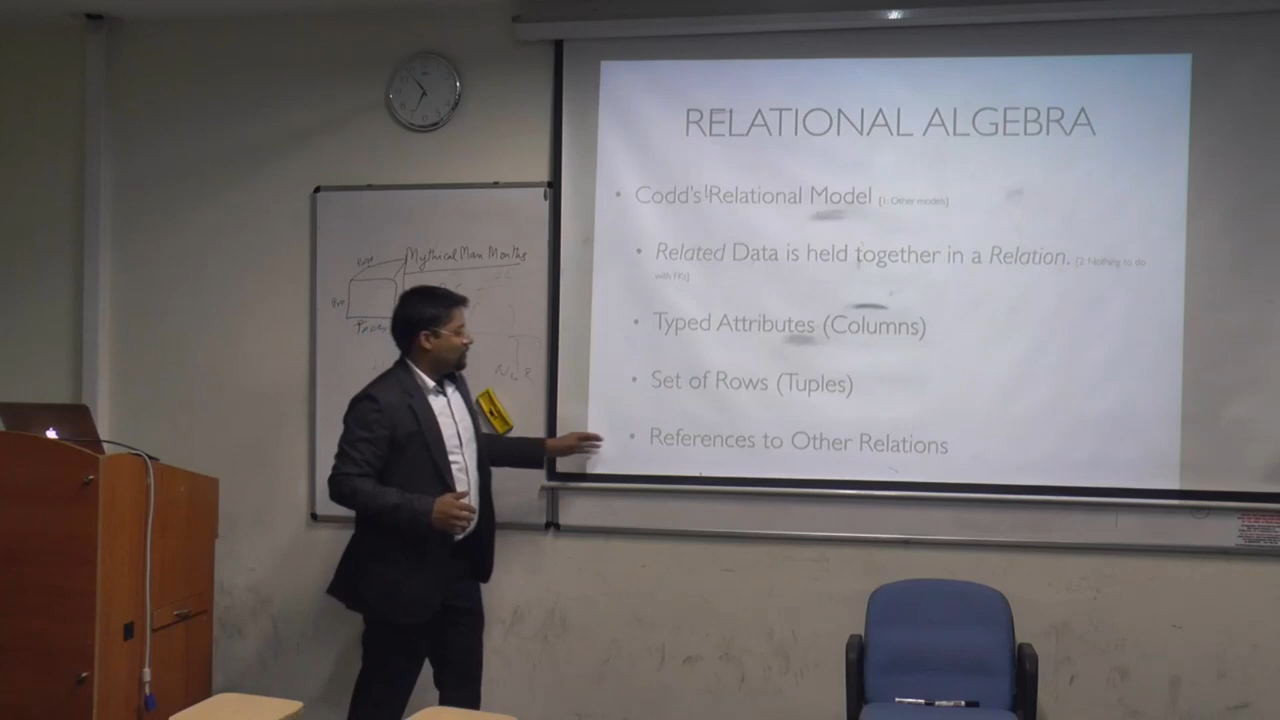 RELATIONAL ALGEBRA
• Codd's Relational Model [1: Other models]
• Related Data is held together in a Relation. [2: Nothing to do
with FKs]
• Typed Attributes (Columns)
• Set of Rows (Tuples)
• References to Other Relations
Mythical Man Months